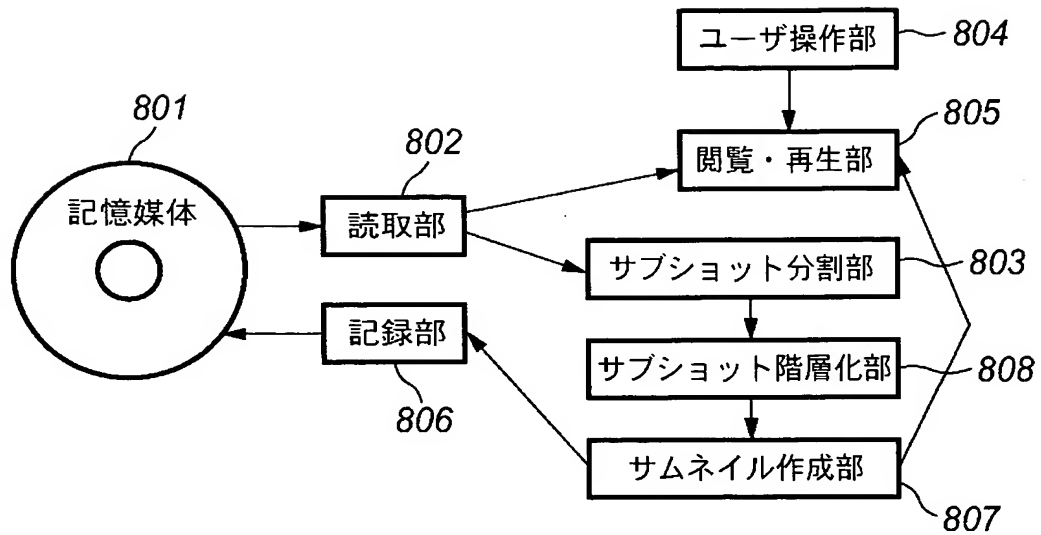 ユーザ操作部
804
801
記憶媒体
802
読取部
805
閲覧・再生部
サブショット分割部
803
記録部
806
サブショット階層化部
808
サムネイル作成部
807